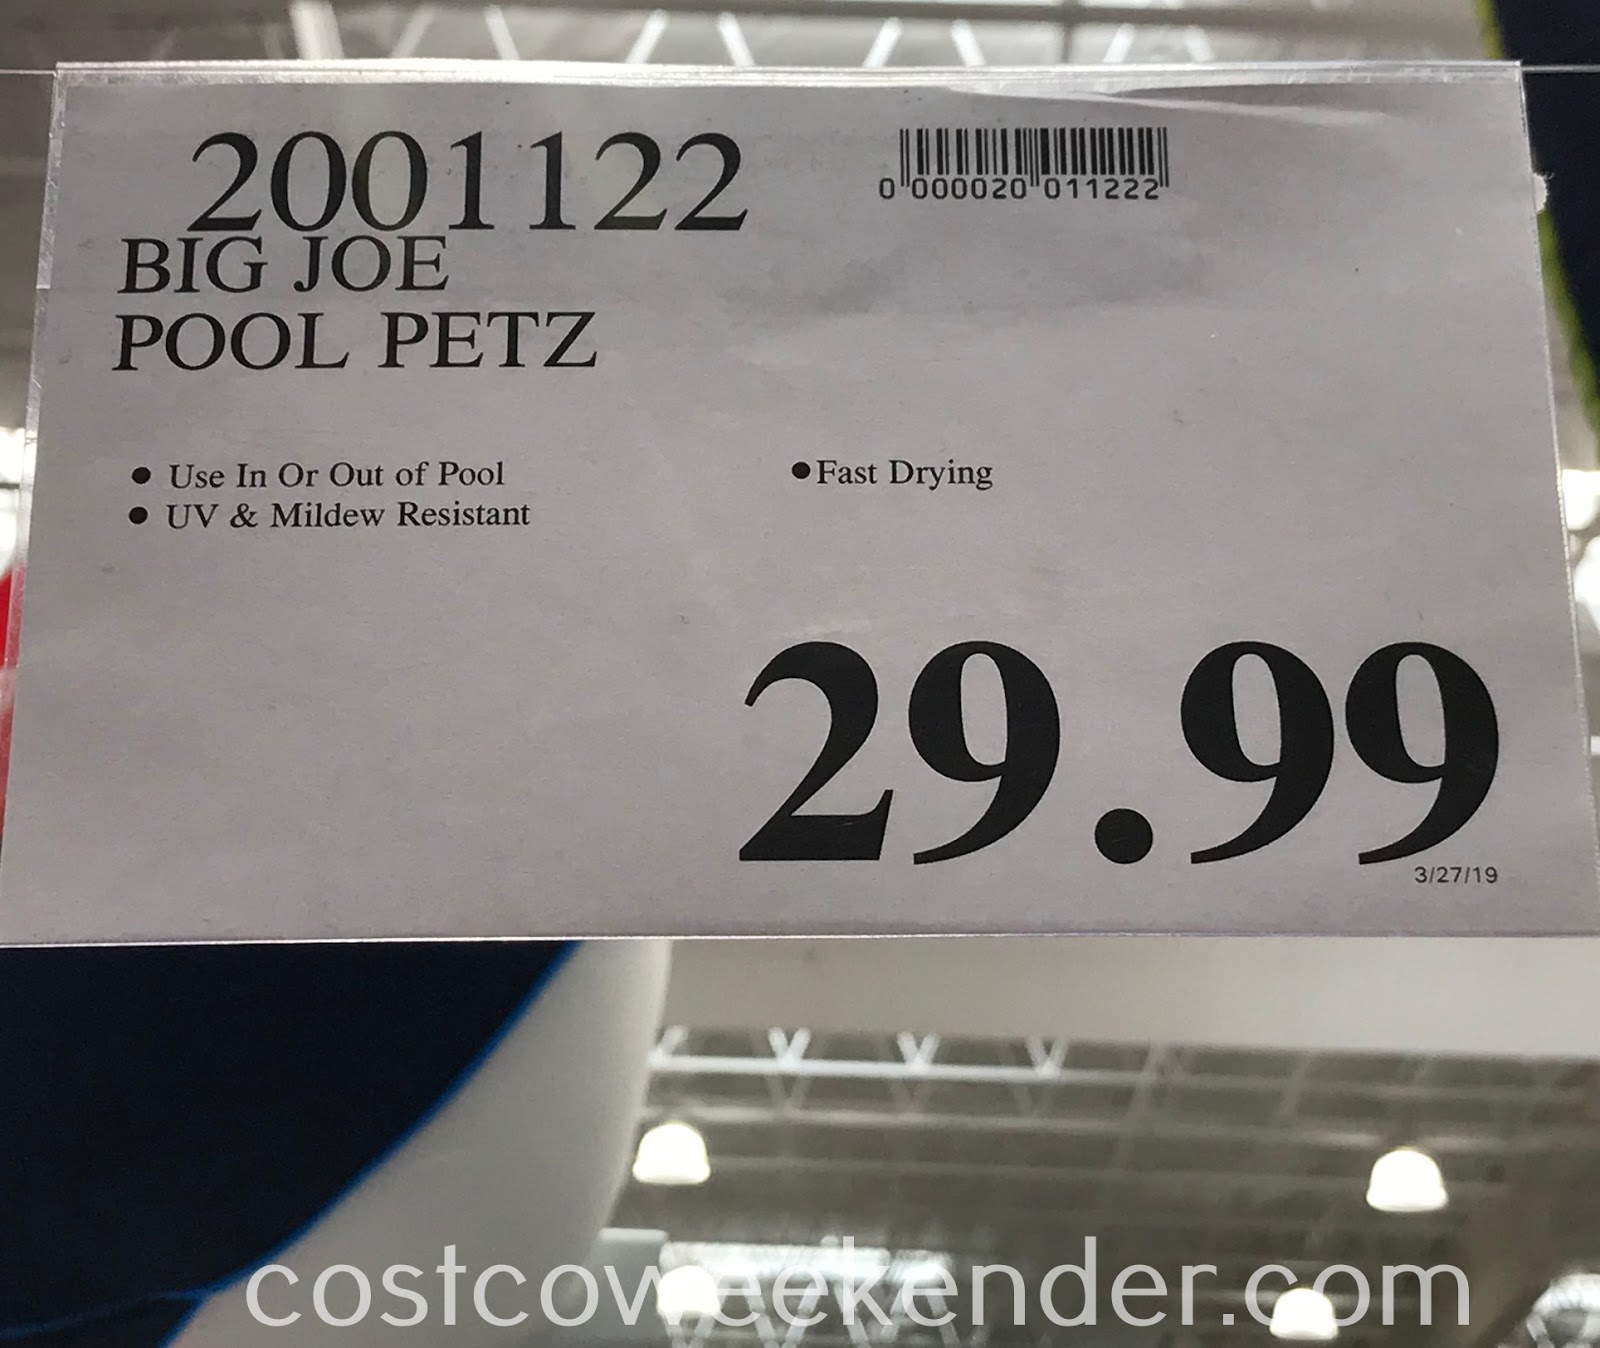 2001122
0 000020 011222
BIG JOE
POOL PETZ
● Use In Or Out of Pool
● UV & Mildew Resistant
●Fast Drying
29.99
3/27/19
costcoweekender.com